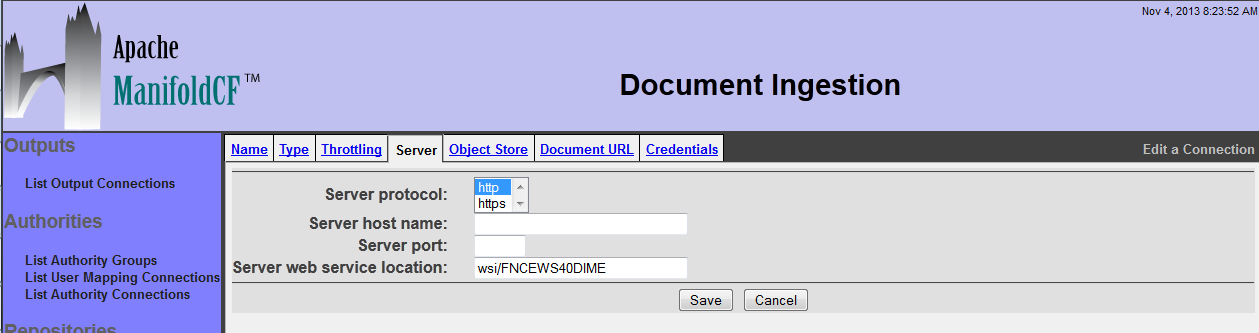 Nov 4, 2013 8:23:52 AM
Apache
ManifoldCF™
Document Ingestion
Outputs
List Output Connections
Authorities
List Authority Groups
List User Mapping Connections
List Authority Connections
Repositories
Name Type Throttling Server Object Store Document URL Credentials Edit a Connection
Server protocol: http
https
Server host name:
Server port:
Server web service location: wsi/FNCEWS40DIME
Save Cancel